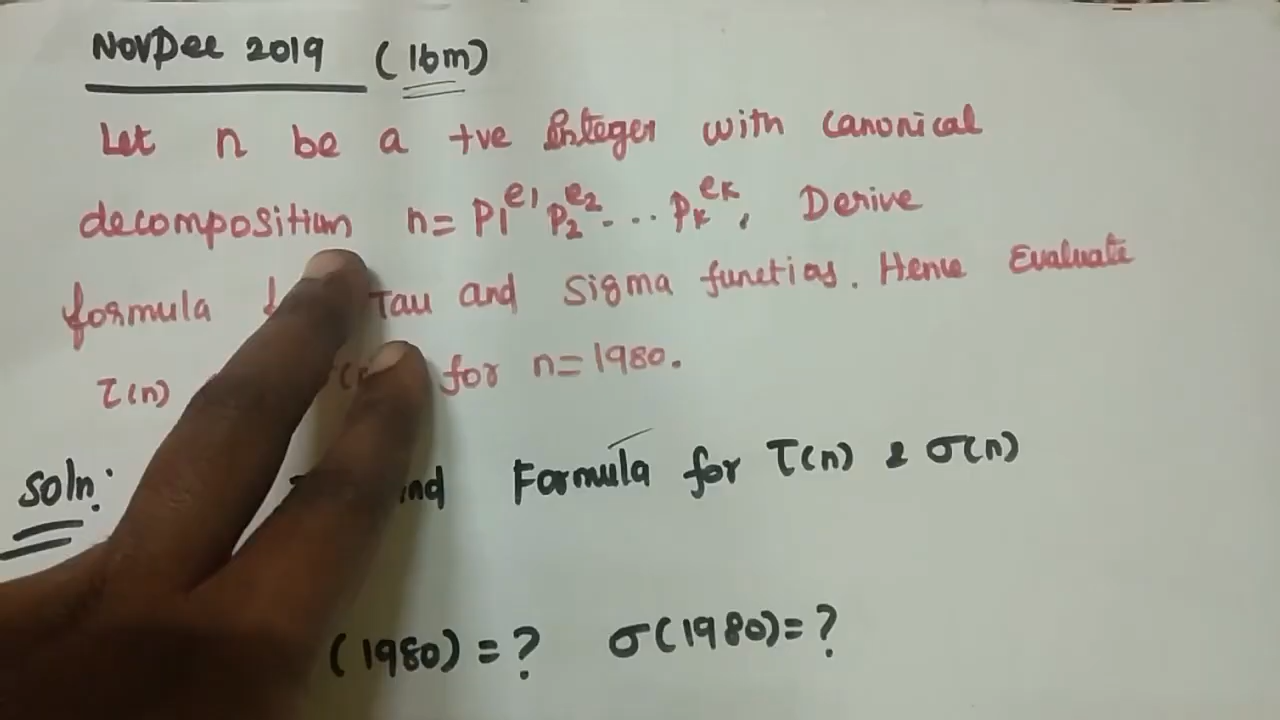 NovDec 2019 (16m)
Let n be a +ve Integer with canonical
decomposition n= P1^e1 P2^e2 - ... Pk^ek. Derive
formula Tau and sigma functias. Hence Evaluate
τ(n) for n=1980.
Soln: Formula for τ(n) & σ(n)
(1980) = ? σ(1980) = ?